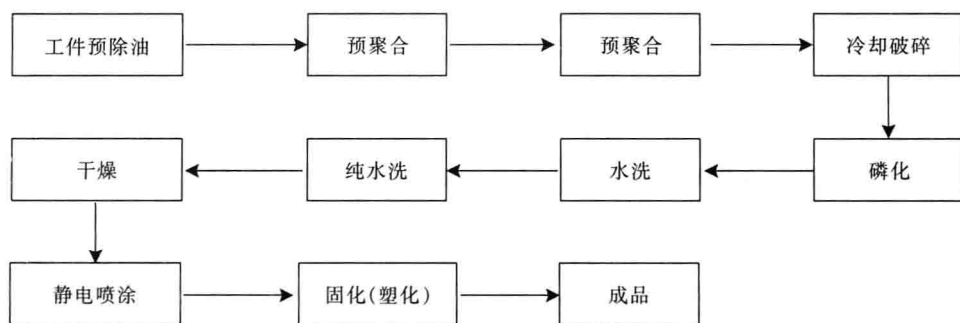 工件预除油
预聚合
预聚合
冷却破碎
磷化
水洗
纯水洗
干燥
静电喷涂
固化(塑化)
成品